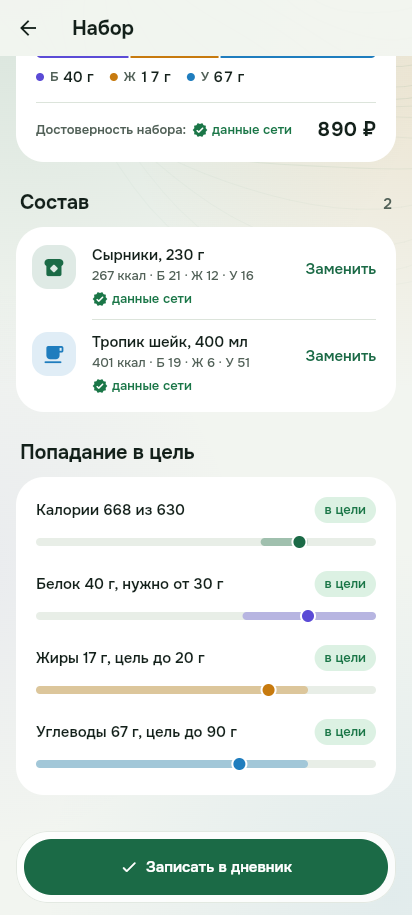 Набор
Б 40 г Ж 17 г У 67 г
Достоверность набора: данные сети 890 ₽
Состав 2
Сырники, 230 г
267 ккал · Б 21 · Ж 12 · У 16
данные сети
Заменить
Тропик шейк, 400 мл
401 ккал · Б 19 · Ж 6 · У 51
данные сети
Заменить
Попадание в цель
Калории 668 из 630 в цели
Белок 40 г, нужно от 30 г в цели
Жиры 17 г, цель до 20 г в цели
Углеводы 67 г, цель до 90 г в цели
Записать в дневник